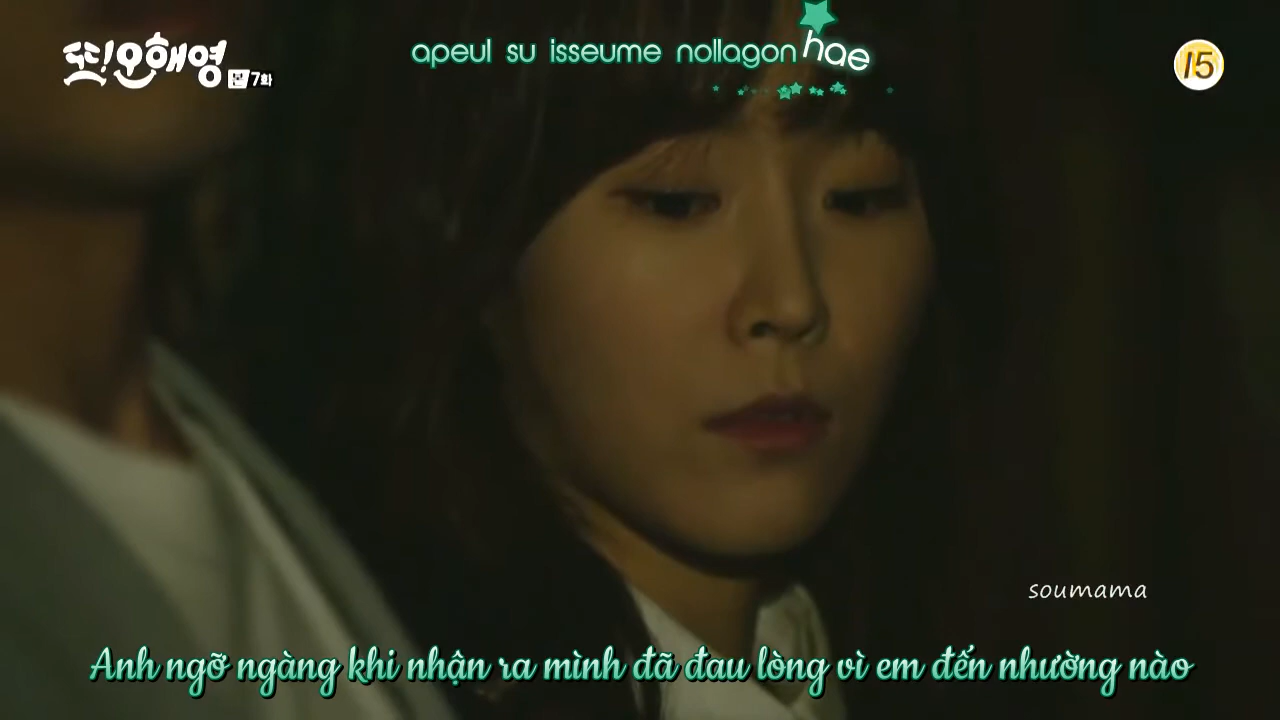 또!오해영 본 7화
apeul su isseume nollagon hae
15
soumama
Anh ngỡ ngàng khi nhận ra mình đã đau lòng vì em đến nhường nào